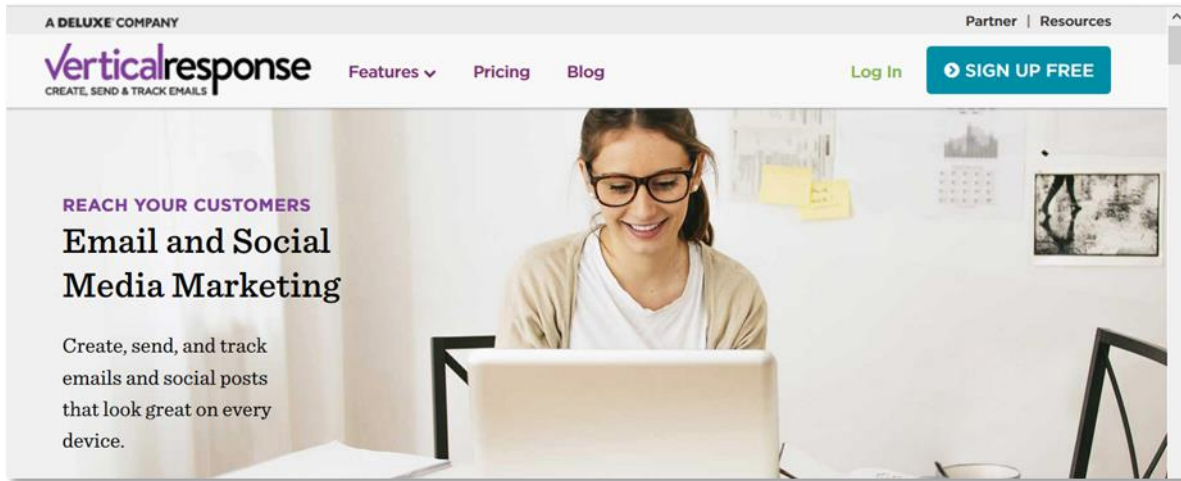 A DELUXE COMPANY
Partner | Resources
verticalresponse
CREATE, SEND & TRACK EMAILS
Features
Pricing
Blog
Log In
SIGN UP FREE
REACH YOUR CUSTOMERS
Email and Social
Media Marketing
Create, send, and track
emails and social posts
that look great on every
device.